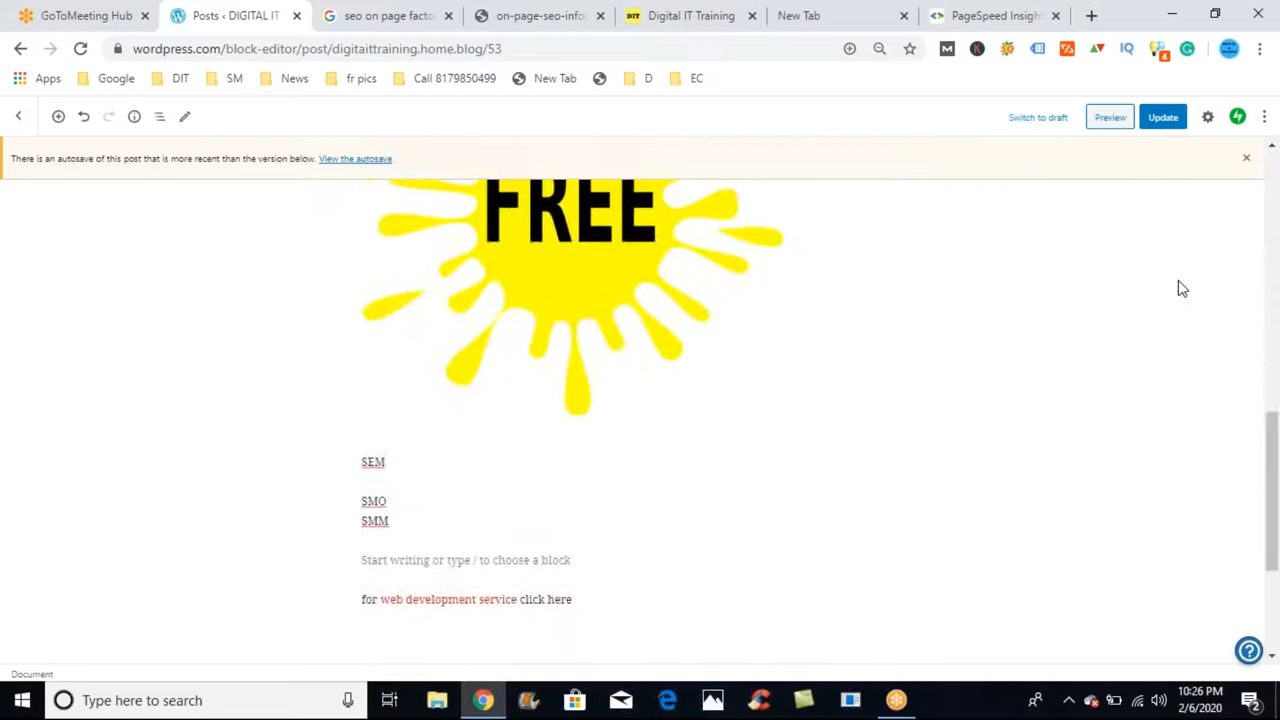 GoToMeeting Hub
Posts ‹ DIGITAL IT
seo on page facto
on-page-seo-info
DIT Digital IT Training
New Tab
PageSpeed Insight
wordpress.com/block-editor/post/digitaittraining.home.blog/53
M
K
IQ
4
Apps
Google
DIT
SM
News
fr pics
Call 8179850499
New Tab
D
EC
Switch to draft
Preview
Update
There is an autosave of this post that is more recent than the version below. View the autosave
FREE
SEM
SMO
SMM
Start writing or type / to choose a block
for web development service click here
Document
Type here to search
10:26 PM
2/6/2020
2